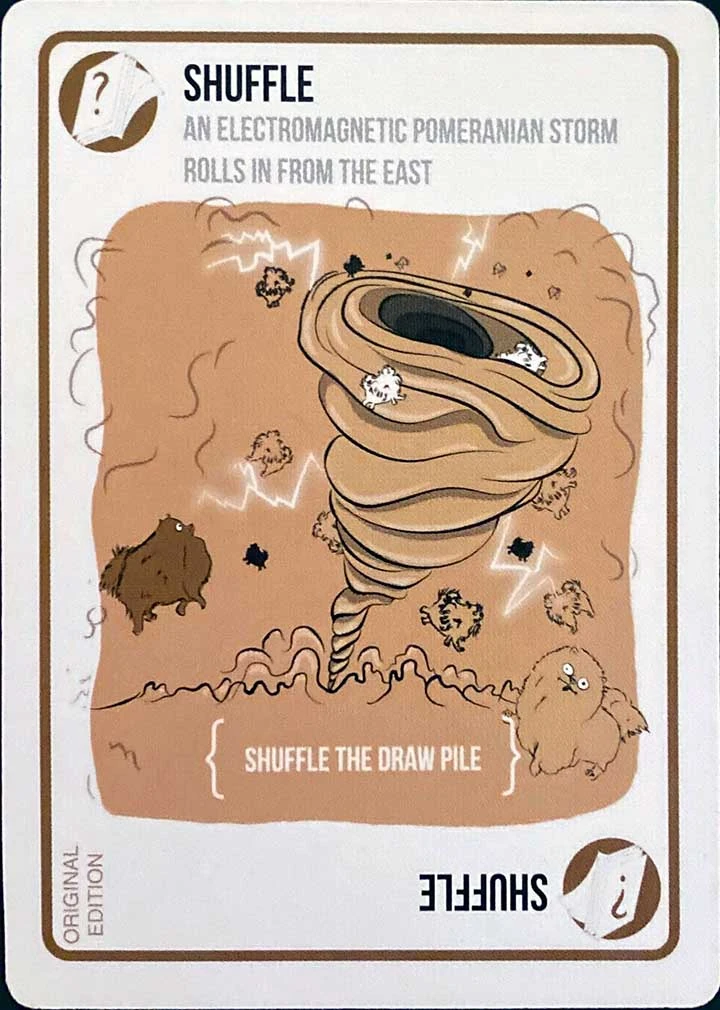 ?
SHUFFLE
AN ELECTROMAGNETIC POMERANIAN STORM
ROLLS IN FROM THE EAST
{ SHUFFLE THE DRAW PILE }
ORIGINAL
EDITION
SHUFFLE
?